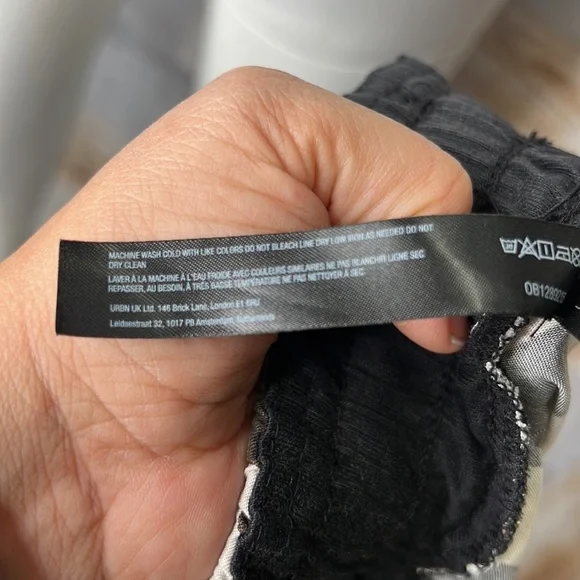 MACHINE WASH COLD WITH LIKE COLORS DO NOT BLEACH LINE DRY LOW IRON AS NEEDED DO NOT
DRY CLEAN
LAVER À LA MACHINE À L'EAU FROIDE AVEC COULEURS SIMILAIRES NE PAS BLANCHIR LIGNE SEC
REPASSER, AU BESOIN, À TRÈS BASSE TEMPÉRATURE NE PAS NETTOYER À SEC
URBN UK Ltd. 146 Brick Lane, London. E1 6RU
Leidsestraat 32, 1017 PB Amsterdam, Netherlands